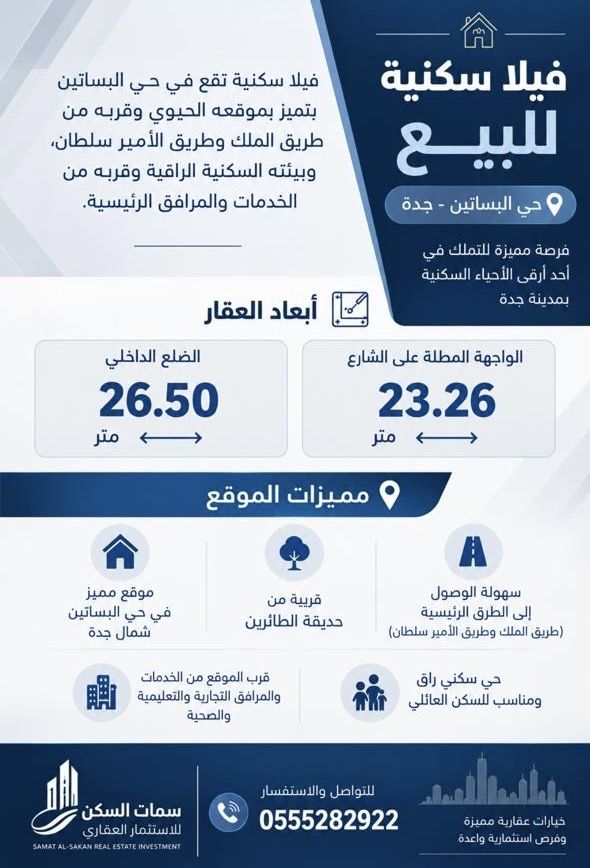 فيلا سكنية
للبيع
حي البساتين - جدة
فرصة مميزة للتملك في
أحد أرقى الأحياء السكنية
بمدينة جدة
فيلا سكنية تقع في حي البساتين
بتميز بموقعه الحيوي وقربه من
طريق الملك وطريق الأمير سلطان،
وبيئته السكنية الراقية وقربه من
الخدمات والمرافق الرئيسية.
أبعاد العقار
الواجهة المطلة على الشارع
23.26
متر
الضلع الداخلي
26.50
متر
مميزات الموقع
سهولة الوصول
إلى الطرق الرئيسية
(طريق الملك وطريق الأمير سلطان)
قريبة من
حديقة الطائرين
موقع مميز
في حي البساتين
شمال جدة
حي سكني راق
ومناسب للسكن العائلي
قرب الموقع من الخدمات
والمرافق التجارية والتعليمية
والصحية
خيارات عقارية مميزة
وفرص استثمارية واعدة
للتواصل والاستفسار
0555282922
سمات السكن
للاستثمار العقاري
SAMAT AL-SAKAN REAL ESTATE INVESTMENT